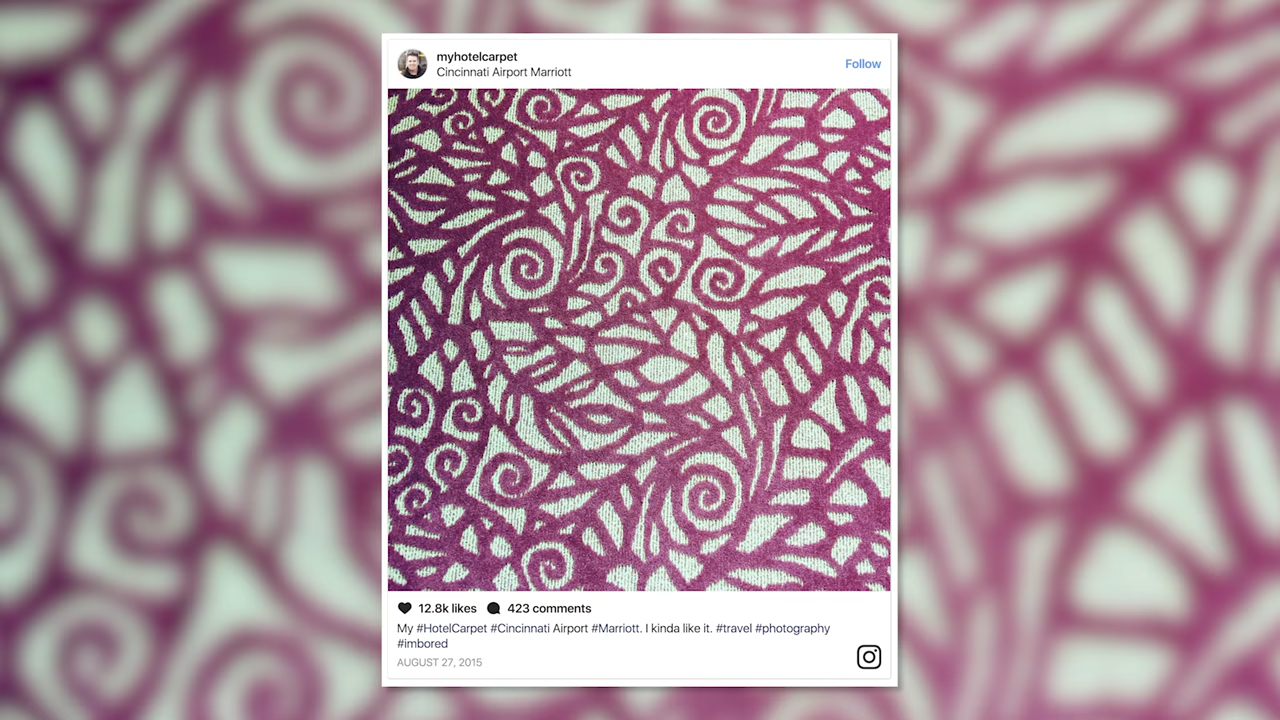 myhotelcarpet
Cincinnati Airport Marriott
Follow
12.8k likes 423 comments
My #HotelCarpet #Cincinnati Airport #Marriott. I kinda like it. #travel #photography
#imbored
AUGUST 27, 2015